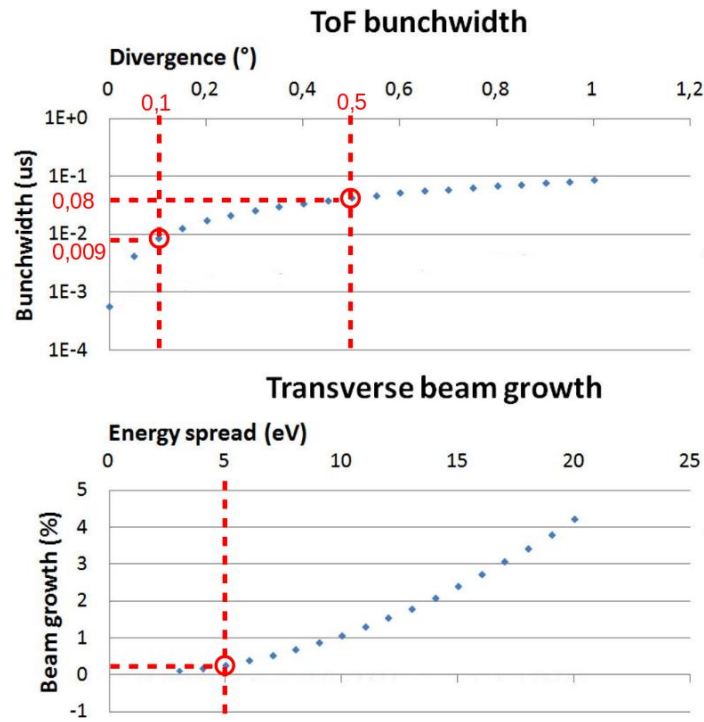 ToF bunchwidth
Divergence (°)
0 0,2 0,4 0,6 0,8 1 1,2
0,1 0,5
1E+0
Bunchwidth (us)
1E-1
0,08
1E-2
0,009
1E-3
1E-4
Transverse beam growth
Energy spread (eV)
0 5 10 15 20 25
Beam growth (%)
5
4
3
2
1
0
-1